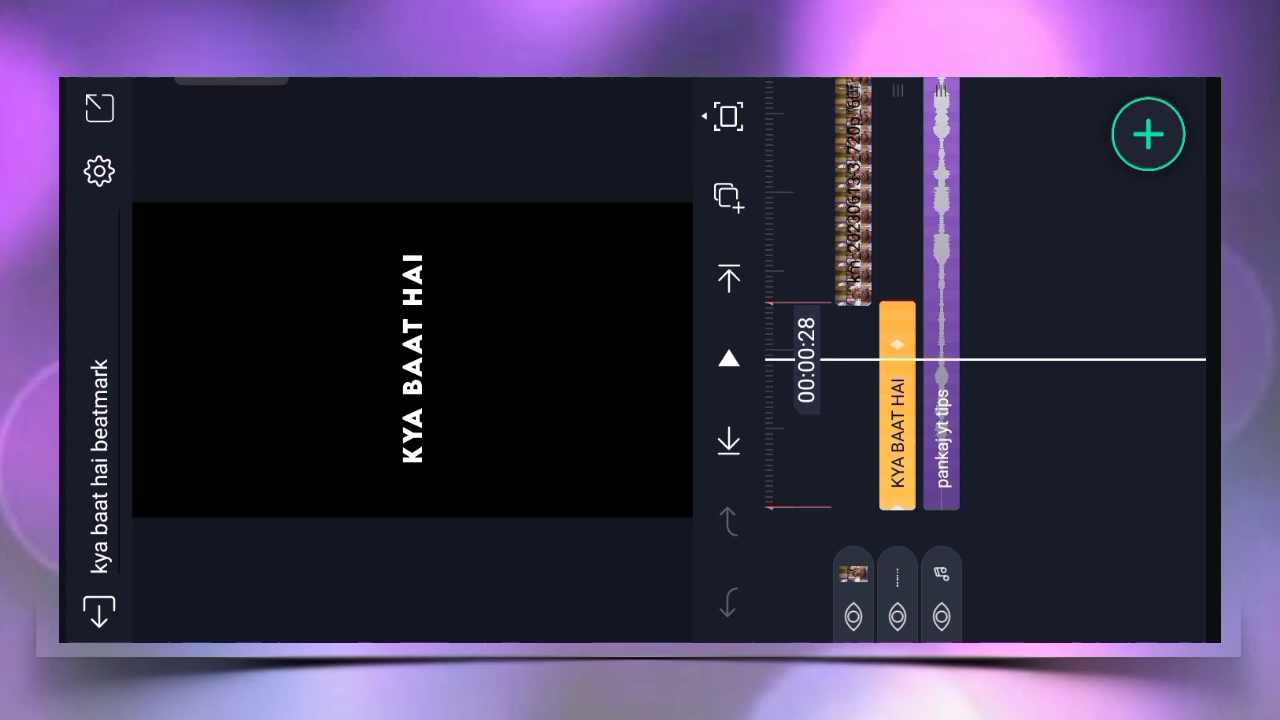 kya baat hai beatmark
KYA BAAT HAI
00:00:28
KYA BAAT HAI
pankaj yt tips